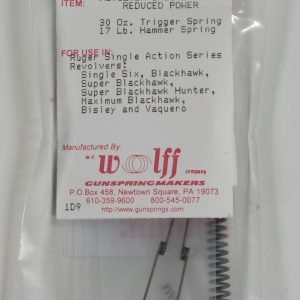 ITEM:
REDUCED POWER
30 Oz. Trigger Spring
17 Lb. Hammer Spring
FOR USE IN:
Ruger Single Action Series
Revolvers:
Single Six, Blackhawk,
Super Blackhawk,
Super Blackhawk Hunter,
Maximum Blackhawk,
Bisley and Vaquero
Manufactured By:
W.C.
wolff
company
GUNSPRINGMAKERS
P.O.Box 458, Newtown Square, PA 19073
610-359-9600 800-545-0077
1D9
http://www.gunsprings.com